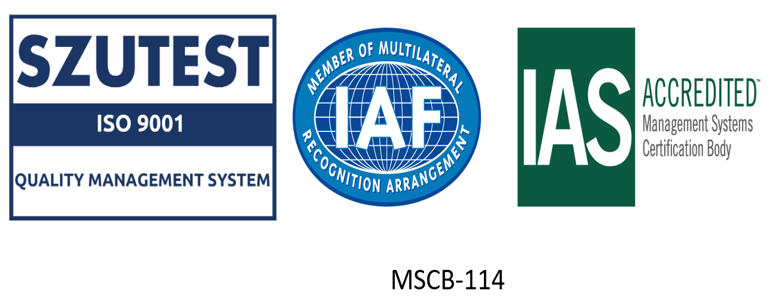 SZUTEST
ISO 9001
QUALITY MANAGEMENT SYSTEM
MEMBER OF MULTILATERAL
IAF
RECOGNITION ARRANGEMENT
IAS
ACCREDITED™
Management Systems
Certification Body
MSCB-114